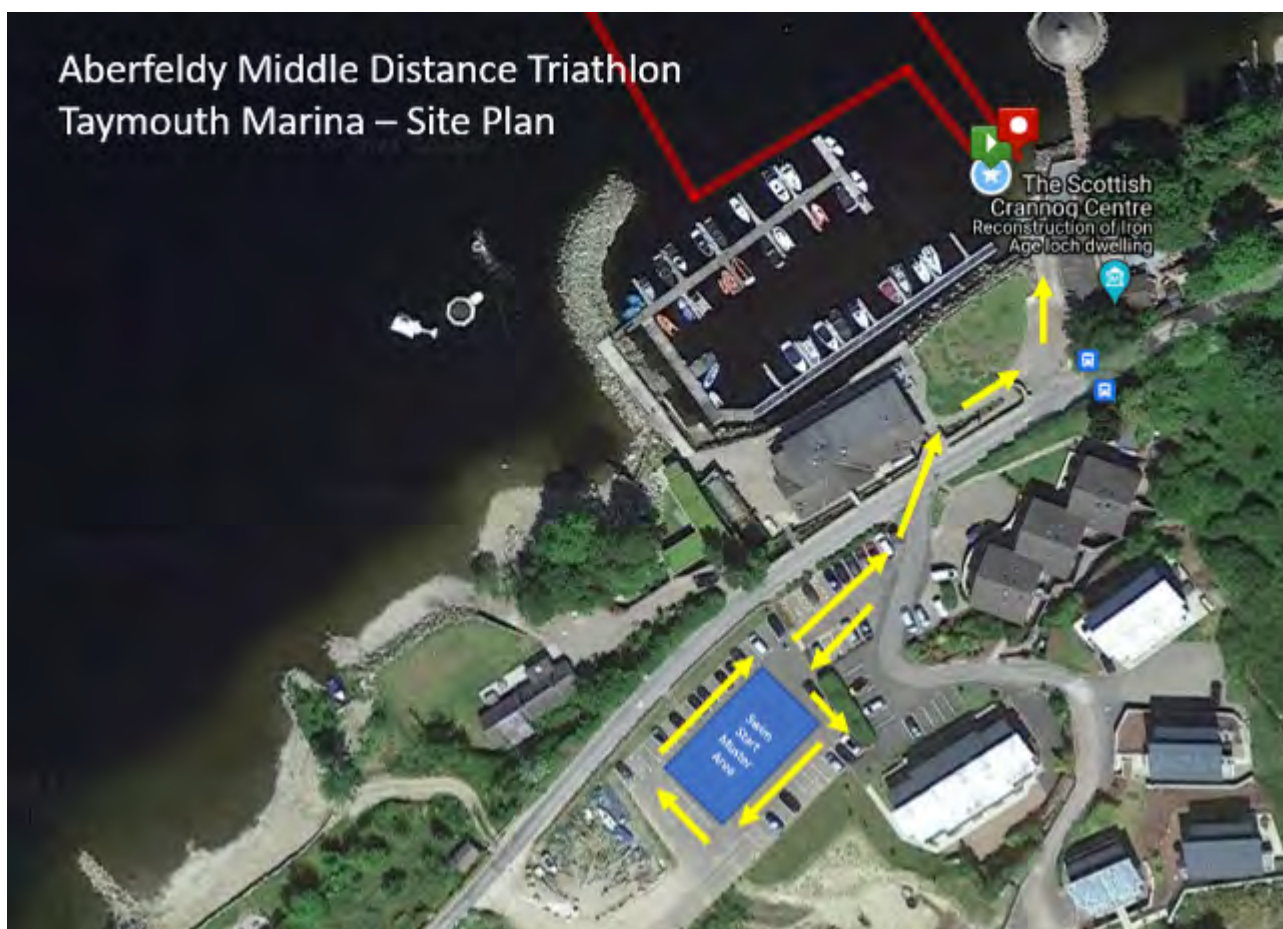 Aberfeldy Middle Distance Triathlon
Taymouth Marina – Site Plan
The Scottish
Crannog Centre
Reconstruction of Iron
Age loch dwelling
Swim
Start
Muster
Area